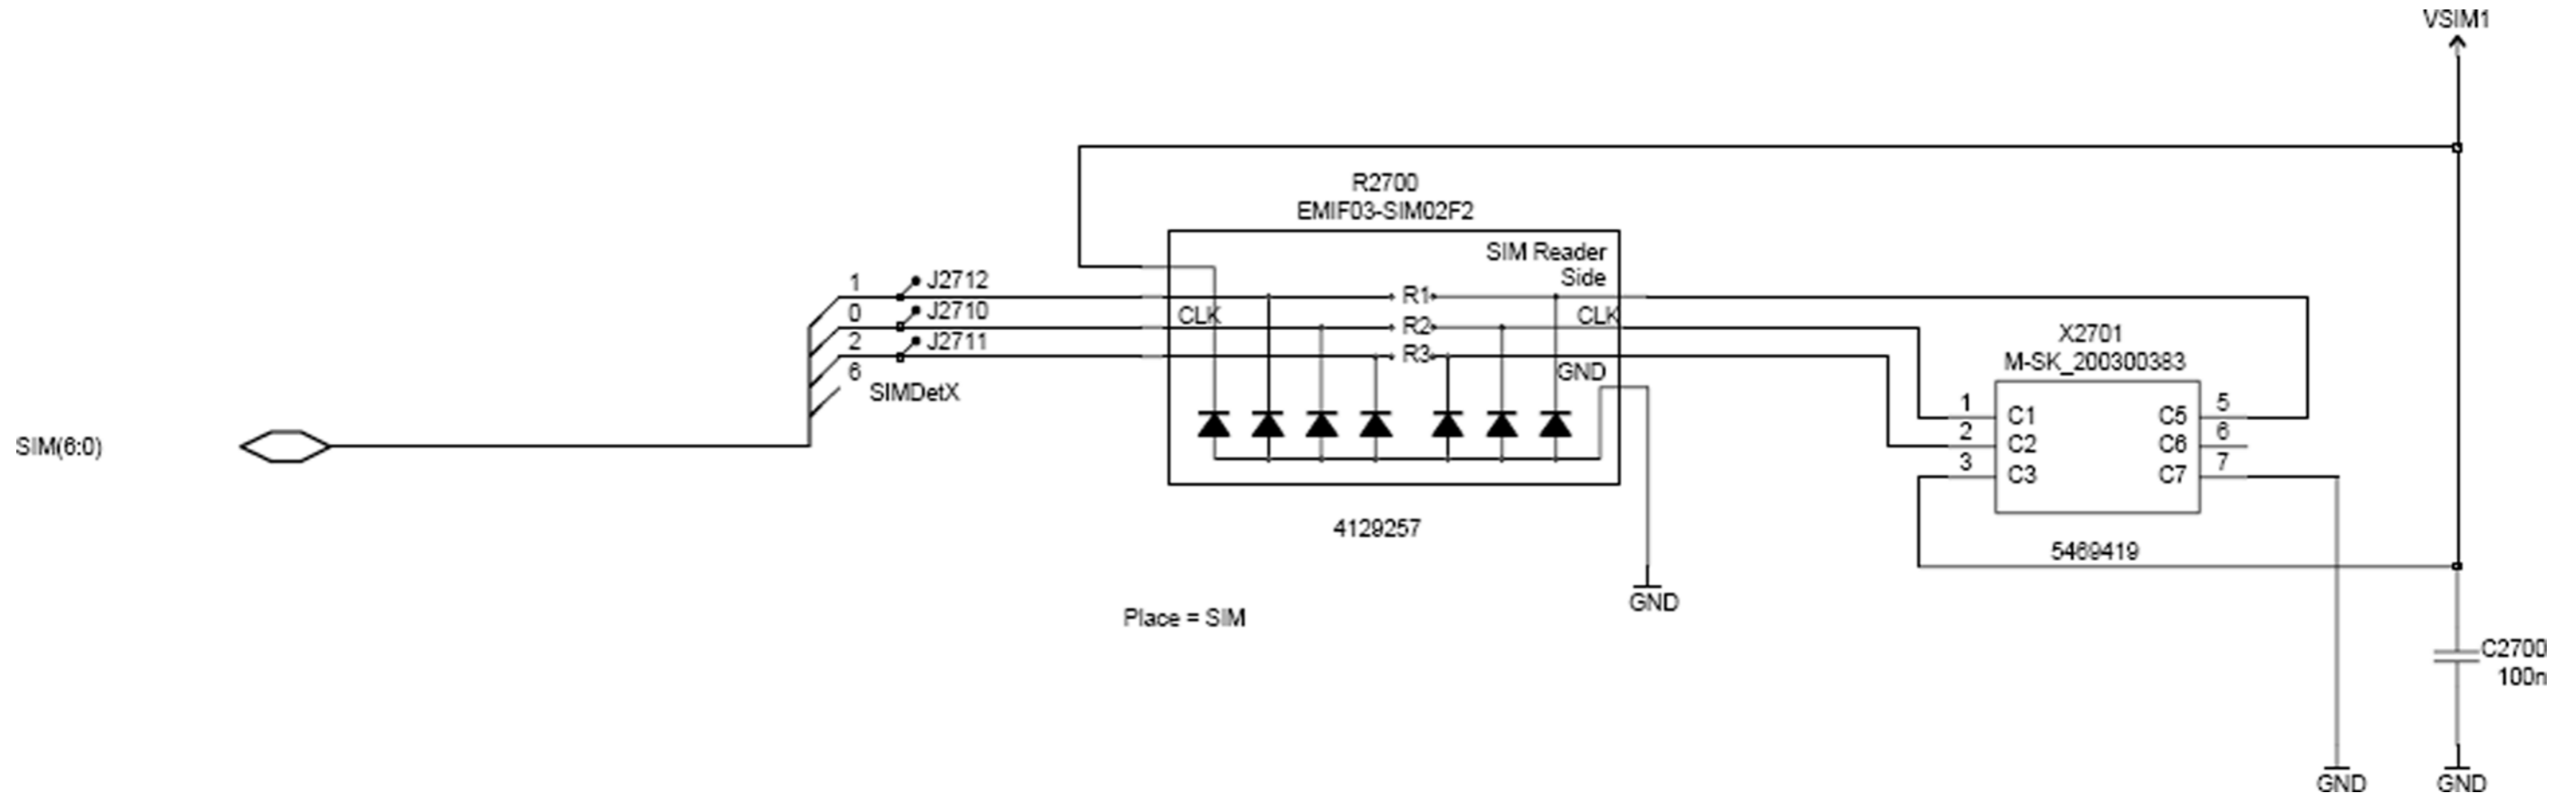 VSIM1
R2700
EMIF03-SIM02F2
SIM Reader
Side
1
J2712
R1
0
J2710
CLK
CLK
R2
2
J2711
R3
GND
6
SIMDetX
SIM(6:0)
X2701
M-SK_200300383
1
C1
C5
5
2
C2
C6
6
3
C3
C7
7
4129257
5469419
GND
Place = SIM
C2700
100n
GND
GND